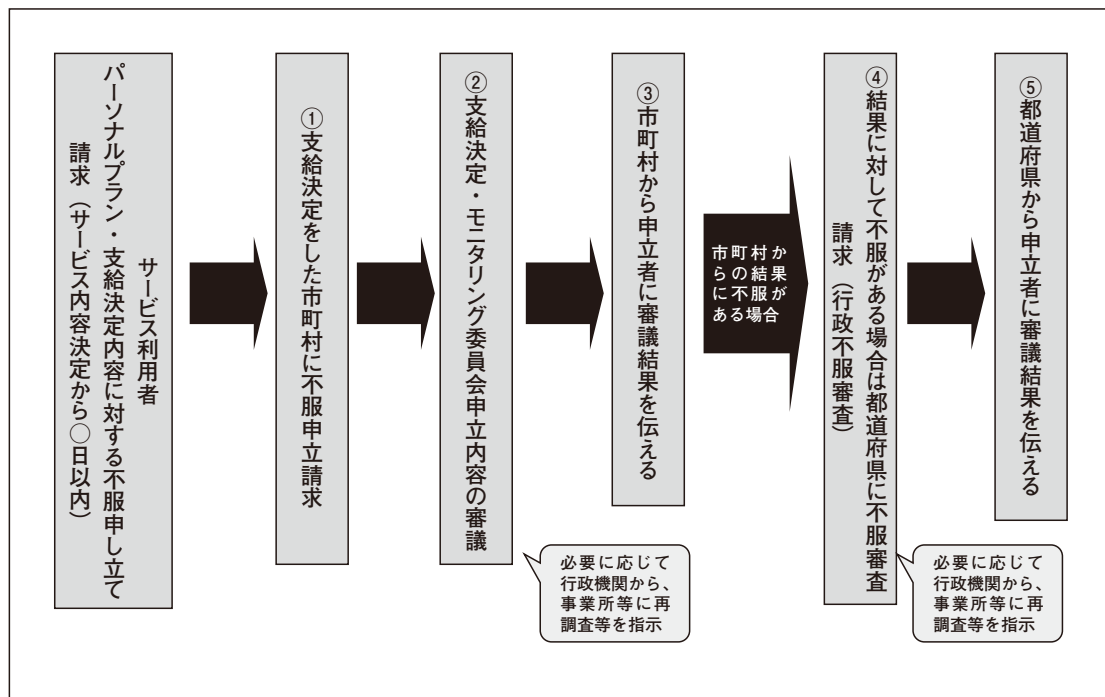 サービス利用者
パーソナルプラン・支給決定内容に対する不服申し立て
請求（サービス内容決定から○日以内）
①支給決定をした市町村に不服申立請求
②支給決定・モニタリング委員会申立内容の審議
必要に応じて
行政機関から、
事業所等に再
調査等を指示
③市町村から申立者に審議結果を伝える
市町村か
らの結果
に不服が
ある場合
④結果に対して不服がある場合は都道府県に不服審査
請求（行政不服審査）
必要に応じて
行政機関から、
事業所等に再
調査等を指示
⑤都道府県から申立者に審議結果を伝える